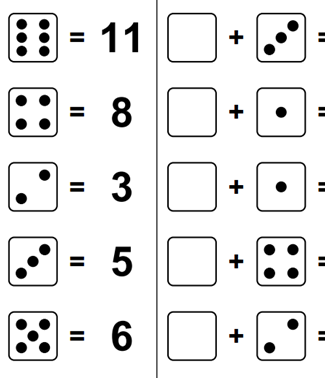 = 11 + =
= 8 + =
= 3 + =
= 5 + =
= 6 + =